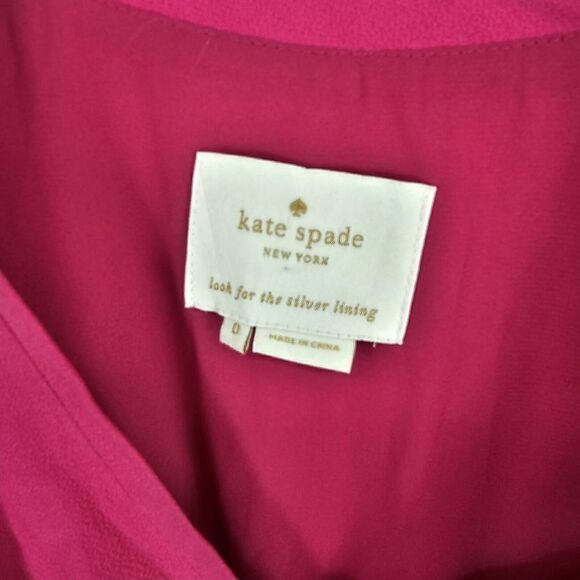 kate spade
NEW YORK
look for the silver lining
0
MADE IN CHINA